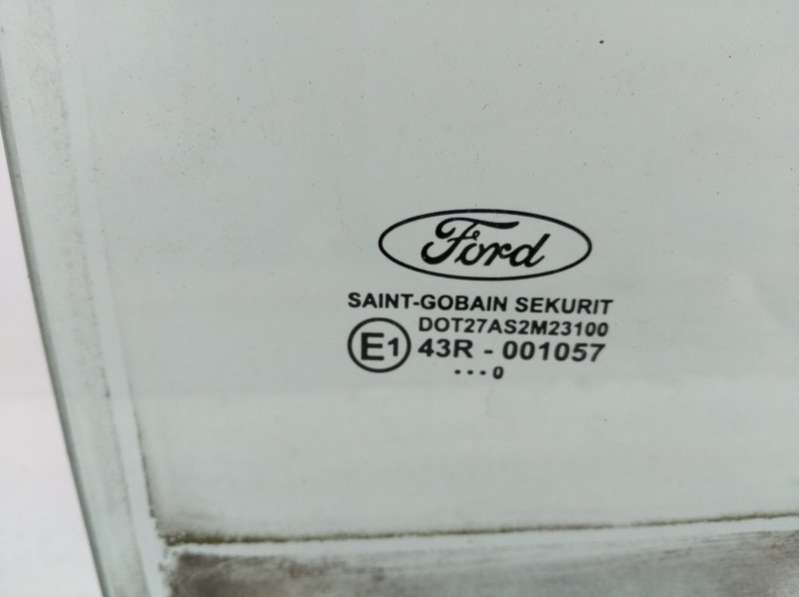 Ford
SAINT-GOBAIN SEKURIT
DOT27AS2M23100
E1 43R - 001057
...0